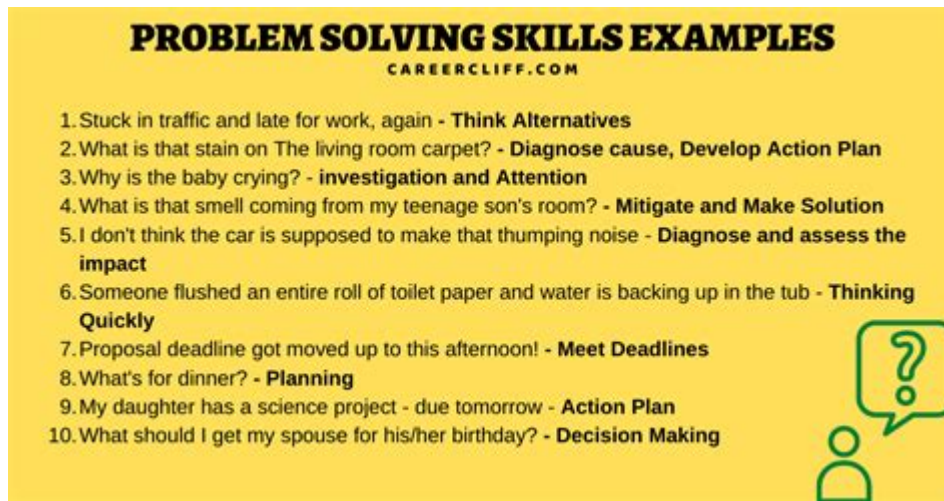 PROBLEM SOLVING SKILLS EXAMPLES
CAREERCLIFF.COM
1. Stuck in traffic and late for work, again - Think Alternatives
2. What is that stain on The living room carpet? - Diagnose cause, Develop Action Plan
3. Why is the baby crying? - investigation and Attention
4. What is that smell coming from my teenage son's room? - Mitigate and Make Solution
5. I don't think the car is supposed to make that thumping noise - Diagnose and assess the
impact
6. Someone flushed an entire roll of toilet paper and water is backing up in the tub - Thinking
Quickly
7. Proposal deadline got moved up to this afternoon! - Meet Deadlines
8. What's for dinner? - Planning
9. My daughter has a science project - due tomorrow - Action Plan
10. What should I get my spouse for his/her birthday? - Decision Making
?